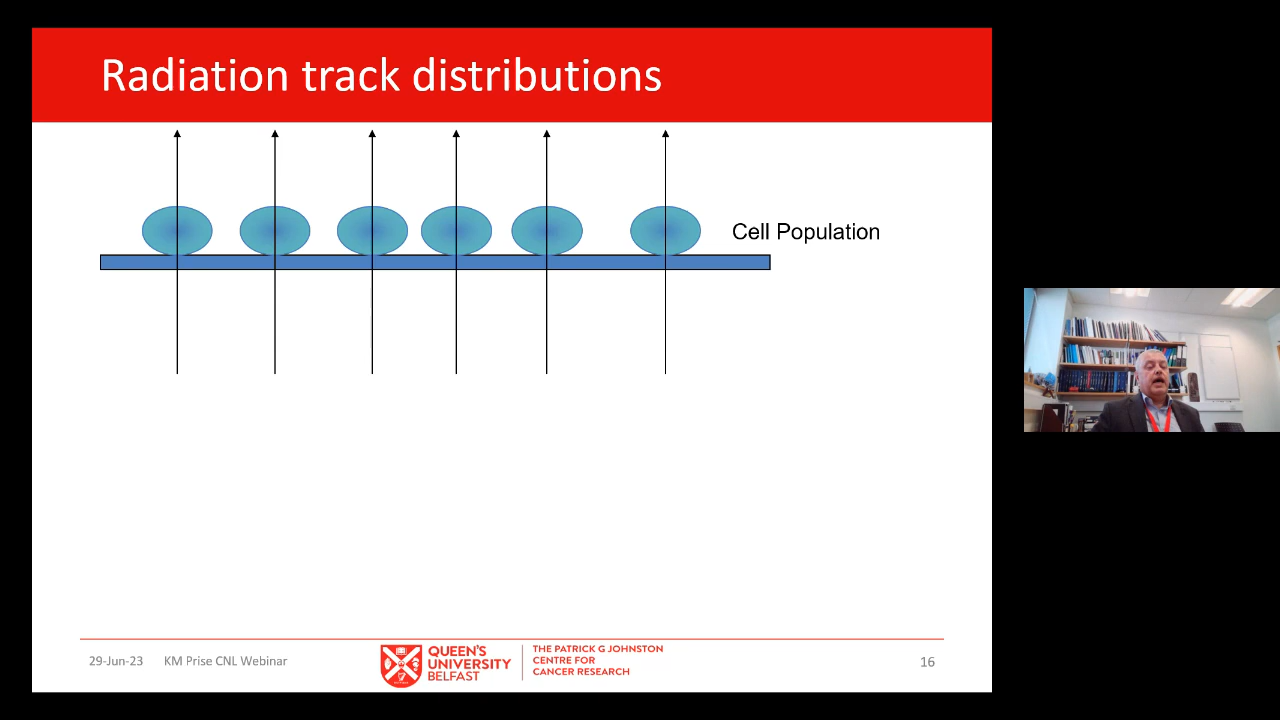 Radiation track distributions
Cell Population
29-Jun-23
KM Prise CNL Webinar
QUEEN'S
UNIVERSITY
BELFAST
THE PATRICK G JOHNSTON
CENTRE FOR
CANCER RESEARCH
16